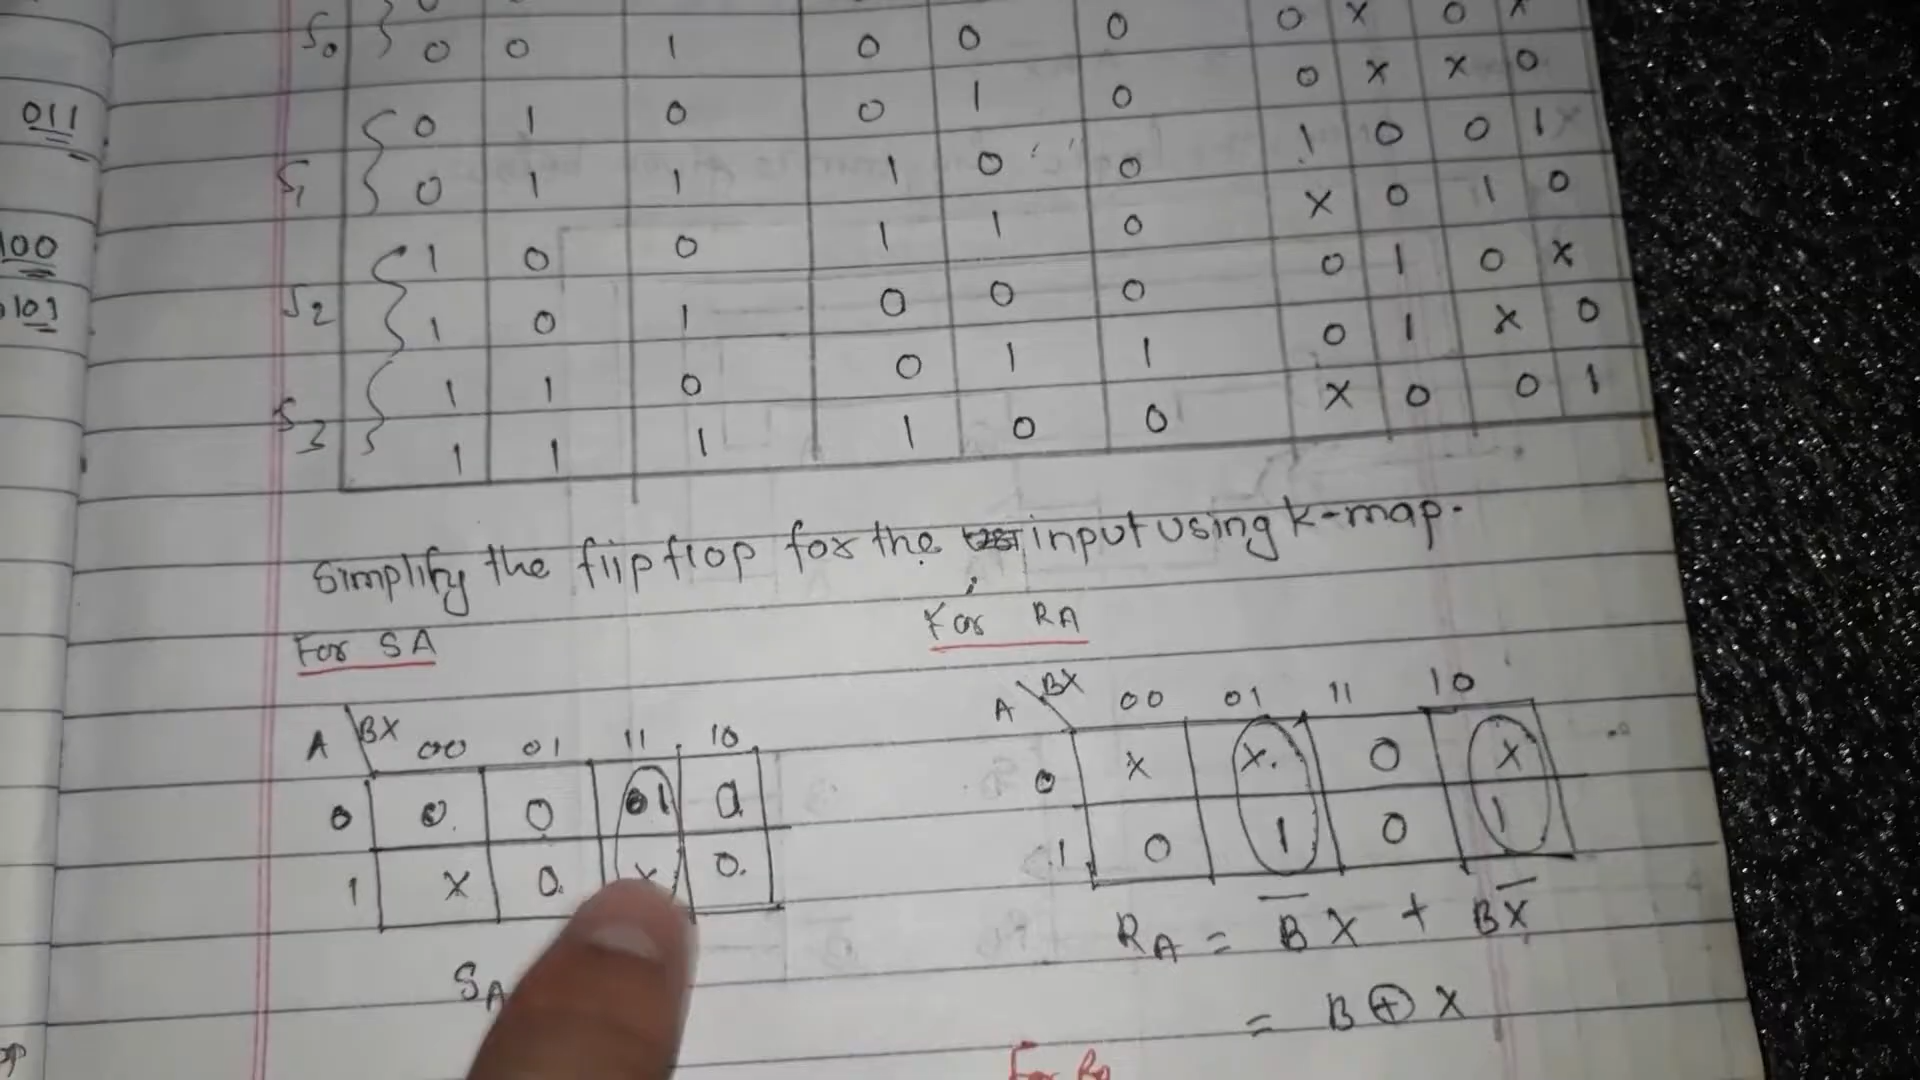 S0 0 0 1 0 0 0 0 x 0 x
011 0 1 0 0 1 0 0 x x 0
S1 0 1 1 1 0 0 1 0 0 1
100 1 0 0 1 1 0 x 0 1 0
S2 101 1 0 1 0 0 0 0 1 0 x
1 1 0 0 1 1 0 1 x 0
S3 1 1 1 1 0 0 x 0 0 1
Simplify the flipflop for the input using k-map.
For SA
A BX 00 01 11 10
0 0 0 1 0
1 x 0 x 0
SA
For RA
A BX 00 01 11 10
0 x x 0 x
1 0 1 0 1
RA = B̅X + BX̅
= B ⊕ X